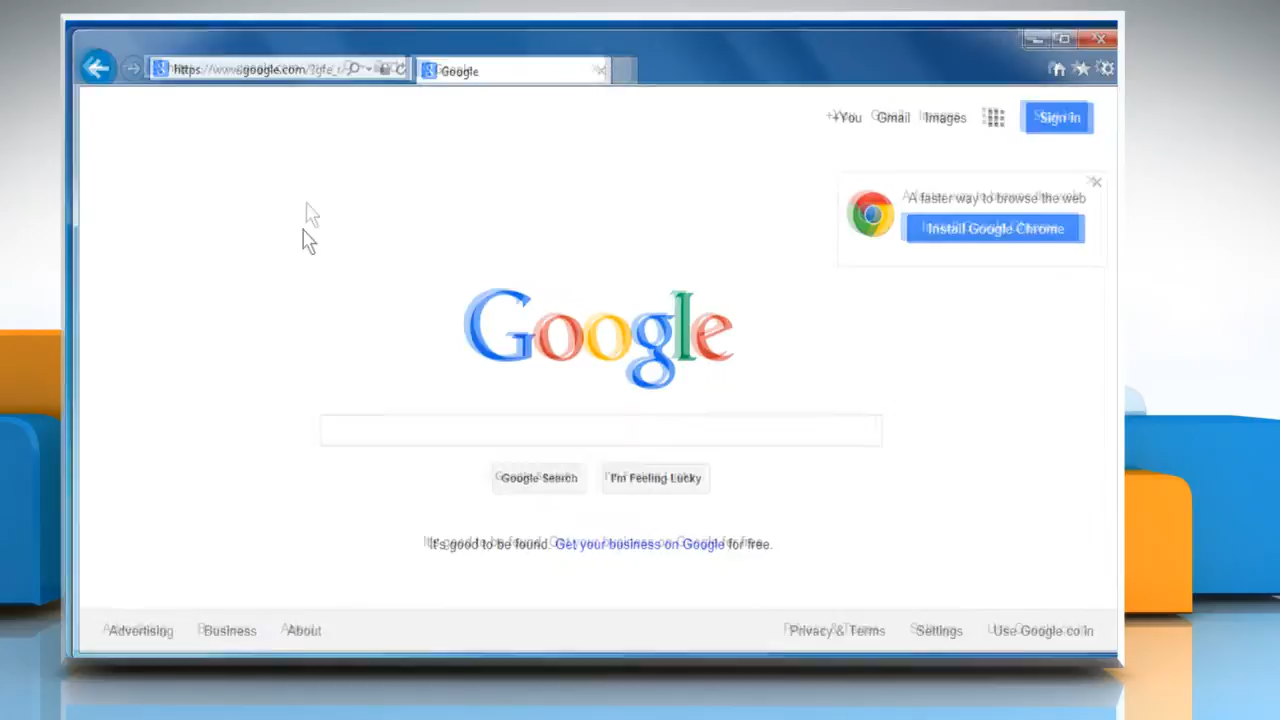 https://www.google.com/?gfe_r
Google
+You Gmail Images Sign in
A faster way to browse the web
Install Google Chrome
Google
Google Search I'm Feeling Lucky
It's good to be found. Get your business on Google for free.
Advertising Business About Privacy & Terms Settings Use Google.co.in